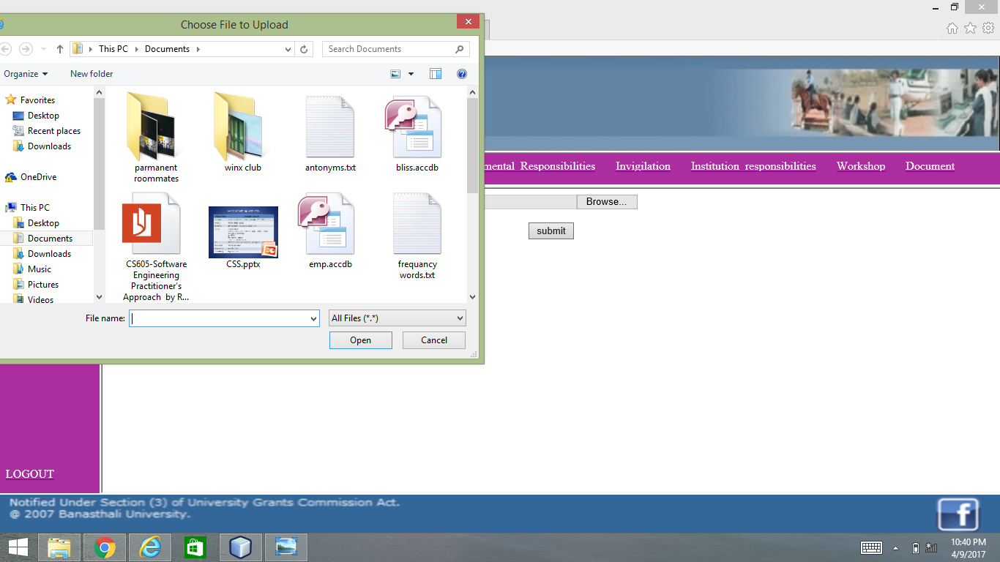 Choose File to Upload
This PC
Documents
Search Documents
Organize
New folder
Favorites
Desktop
Recent places
Downloads
OneDrive
This PC
Desktop
Documents
Downloads
Music
Pictures
Videos
parmanent
roommates
winx club
antonyms.txt
bliss.accdb
CS605-Software
Engineering
Practitioner's
Approach by R...
CSS.pptx
emp.accdb
frequancy
words.txt
File name:
All Files (*.*)
Open
Cancel
mental_Responsibilities
Invigilation
Institution_responsibilities
Workshop
Document
Browse...
submit
LOGOUT
Notified Under Section (3) of University Grants Commission Act.
@ 2007 Banasthali University.
10:40 PM
4/9/2017